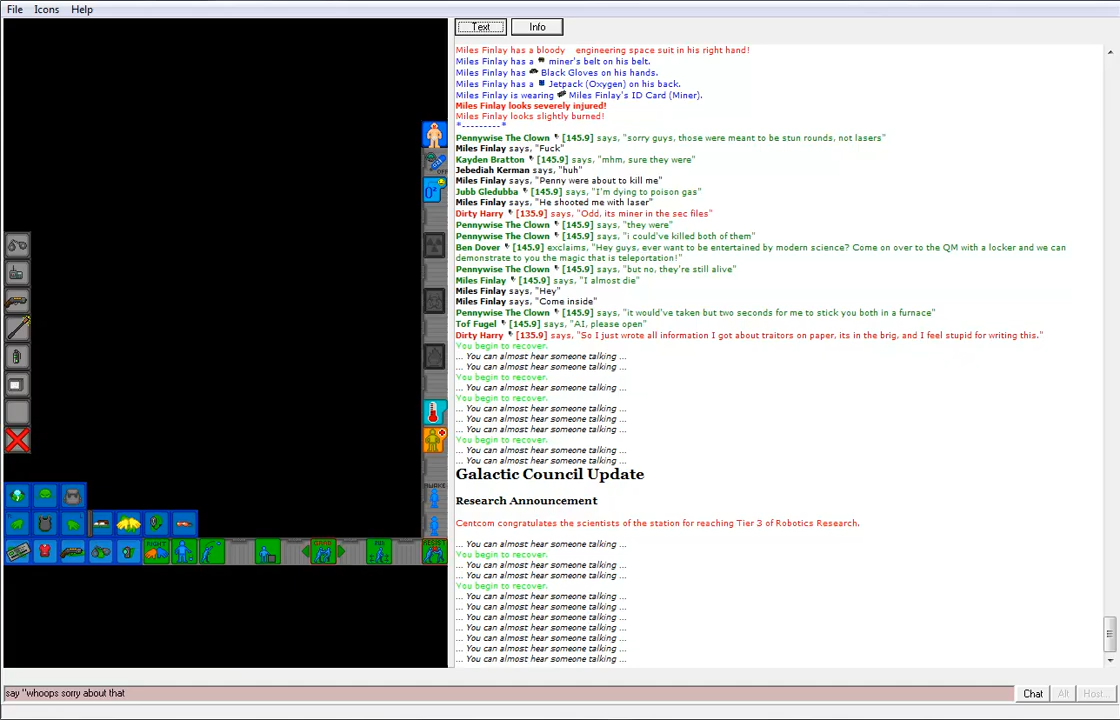 File Icons Help
Text Info
Miles Finlay has a bloody engineering space suit in his right hand!
Miles Finlay has a miner's belt on his belt.
Miles Finlay has Black Gloves on his hands.
Miles Finlay has a Jetpack (Oxygen) on his back.
Miles Finlay is wearing Miles Finlay's ID Card (Miner).
Miles Finlay looks severely injured!
Miles Finlay looks slightly burned!
*---------*
Pennywise The Clown [145.9] says, "sorry guys, those were meant to be stun rounds, not lasers"
Miles Finlay says, "Fuck"
Kayden Bratton [145.9] says, "mhm, sure they were"
Jebediah Kerman says, "huh"
Miles Finlay says, "Penny were about to kill me"
Jubb Gledubba [145.9] says, "I'm dying to poison gas"
Miles Finlay says, "He shooted me with laser"
Dirty Harry [135.9] says, "Odd, its miner in the sec files"
Pennywise The Clown [145.9] says, "they were"
Pennywise The Clown [145.9] says, "i could've killed both of them"
Ben Dover [145.9] exclaims, "Hey guys, ever want to be entertained by modern science? Come on over to the QM with a locker and we can
demonstrate to you the magic that is teleportation!"
Pennywise The Clown [145.9] says, "but no, they're still alive"
Miles Finlay [145.9] says, "I almost die"
Miles Finlay says, "Hey"
Miles Finlay says, "Come inside"
Pennywise The Clown [145.9] says, "it would've taken but two seconds for me to stick you both in a furnace"
Tof Fugel [145.9] says, "AI, please open"
Dirty Harry [135.9] says, "So I just wrote all information I got about traitors on paper, its in the brig, and I feel stupid for writing this."
You begin to recover.
... You can almost hear someone talking ...
... You can almost hear someone talking ...
You begin to recover.
... You can almost hear someone talking ...
You begin to recover.
... You can almost hear someone talking ...
... You can almost hear someone talking ...
... You can almost hear someone talking ...
You begin to recover.
... You can almost hear someone talking ...
... You can almost hear someone talking ...
Galactic Council Update
Research Announcement
Centcom congratulates the scientists of the station for reaching Tier 3 of Robotics Research.
... You can almost hear someone talking ...
You begin to recover.
... You can almost hear someone talking ...
... You can almost hear someone talking ...
You begin to recover.
... You can almost hear someone talking ...
... You can almost hear someone talking ...
... You can almost hear someone talking ...
... You can almost hear someone talking ...
... You can almost hear someone talking ...
... You can almost hear someone talking ...
... You can almost hear someone talking ...
OFF
0°
AWAKE
RIGHT
GRAB
RESIST
say "whoops sorry about that
Chat Alt Host...